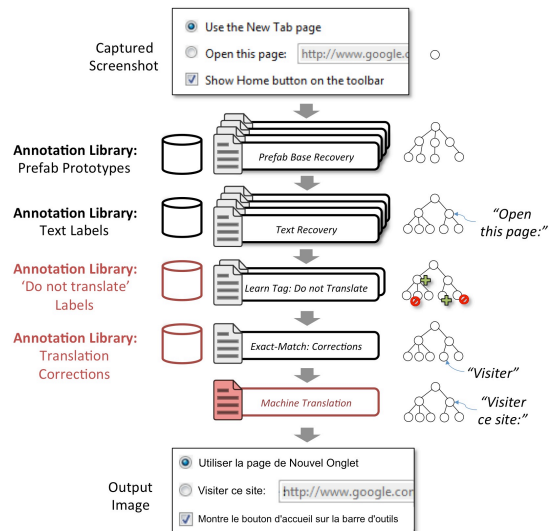 Captured
Screenshot
Use the New Tab page
Open this page: http://www.google.c
Show Home button on the toolbar
Annotation Library:
Prefab Prototypes
Prefab Base Recovery
Annotation Library:
Text Labels
Text Recovery
"Open
this page:"
Annotation Library:
'Do not translate'
Labels
Learn Tag: Do not Translate
Annotation Library:
Translation
Corrections
Exact-Match: Corrections
"Visiter"
Machine Translation
"Visiter
ce site:"
Output
Image
Utiliser la page de Nouvel Onglet
Visiter ce site: http://www.google.com
Montre le bouton d'accueil sur la barre d'outils